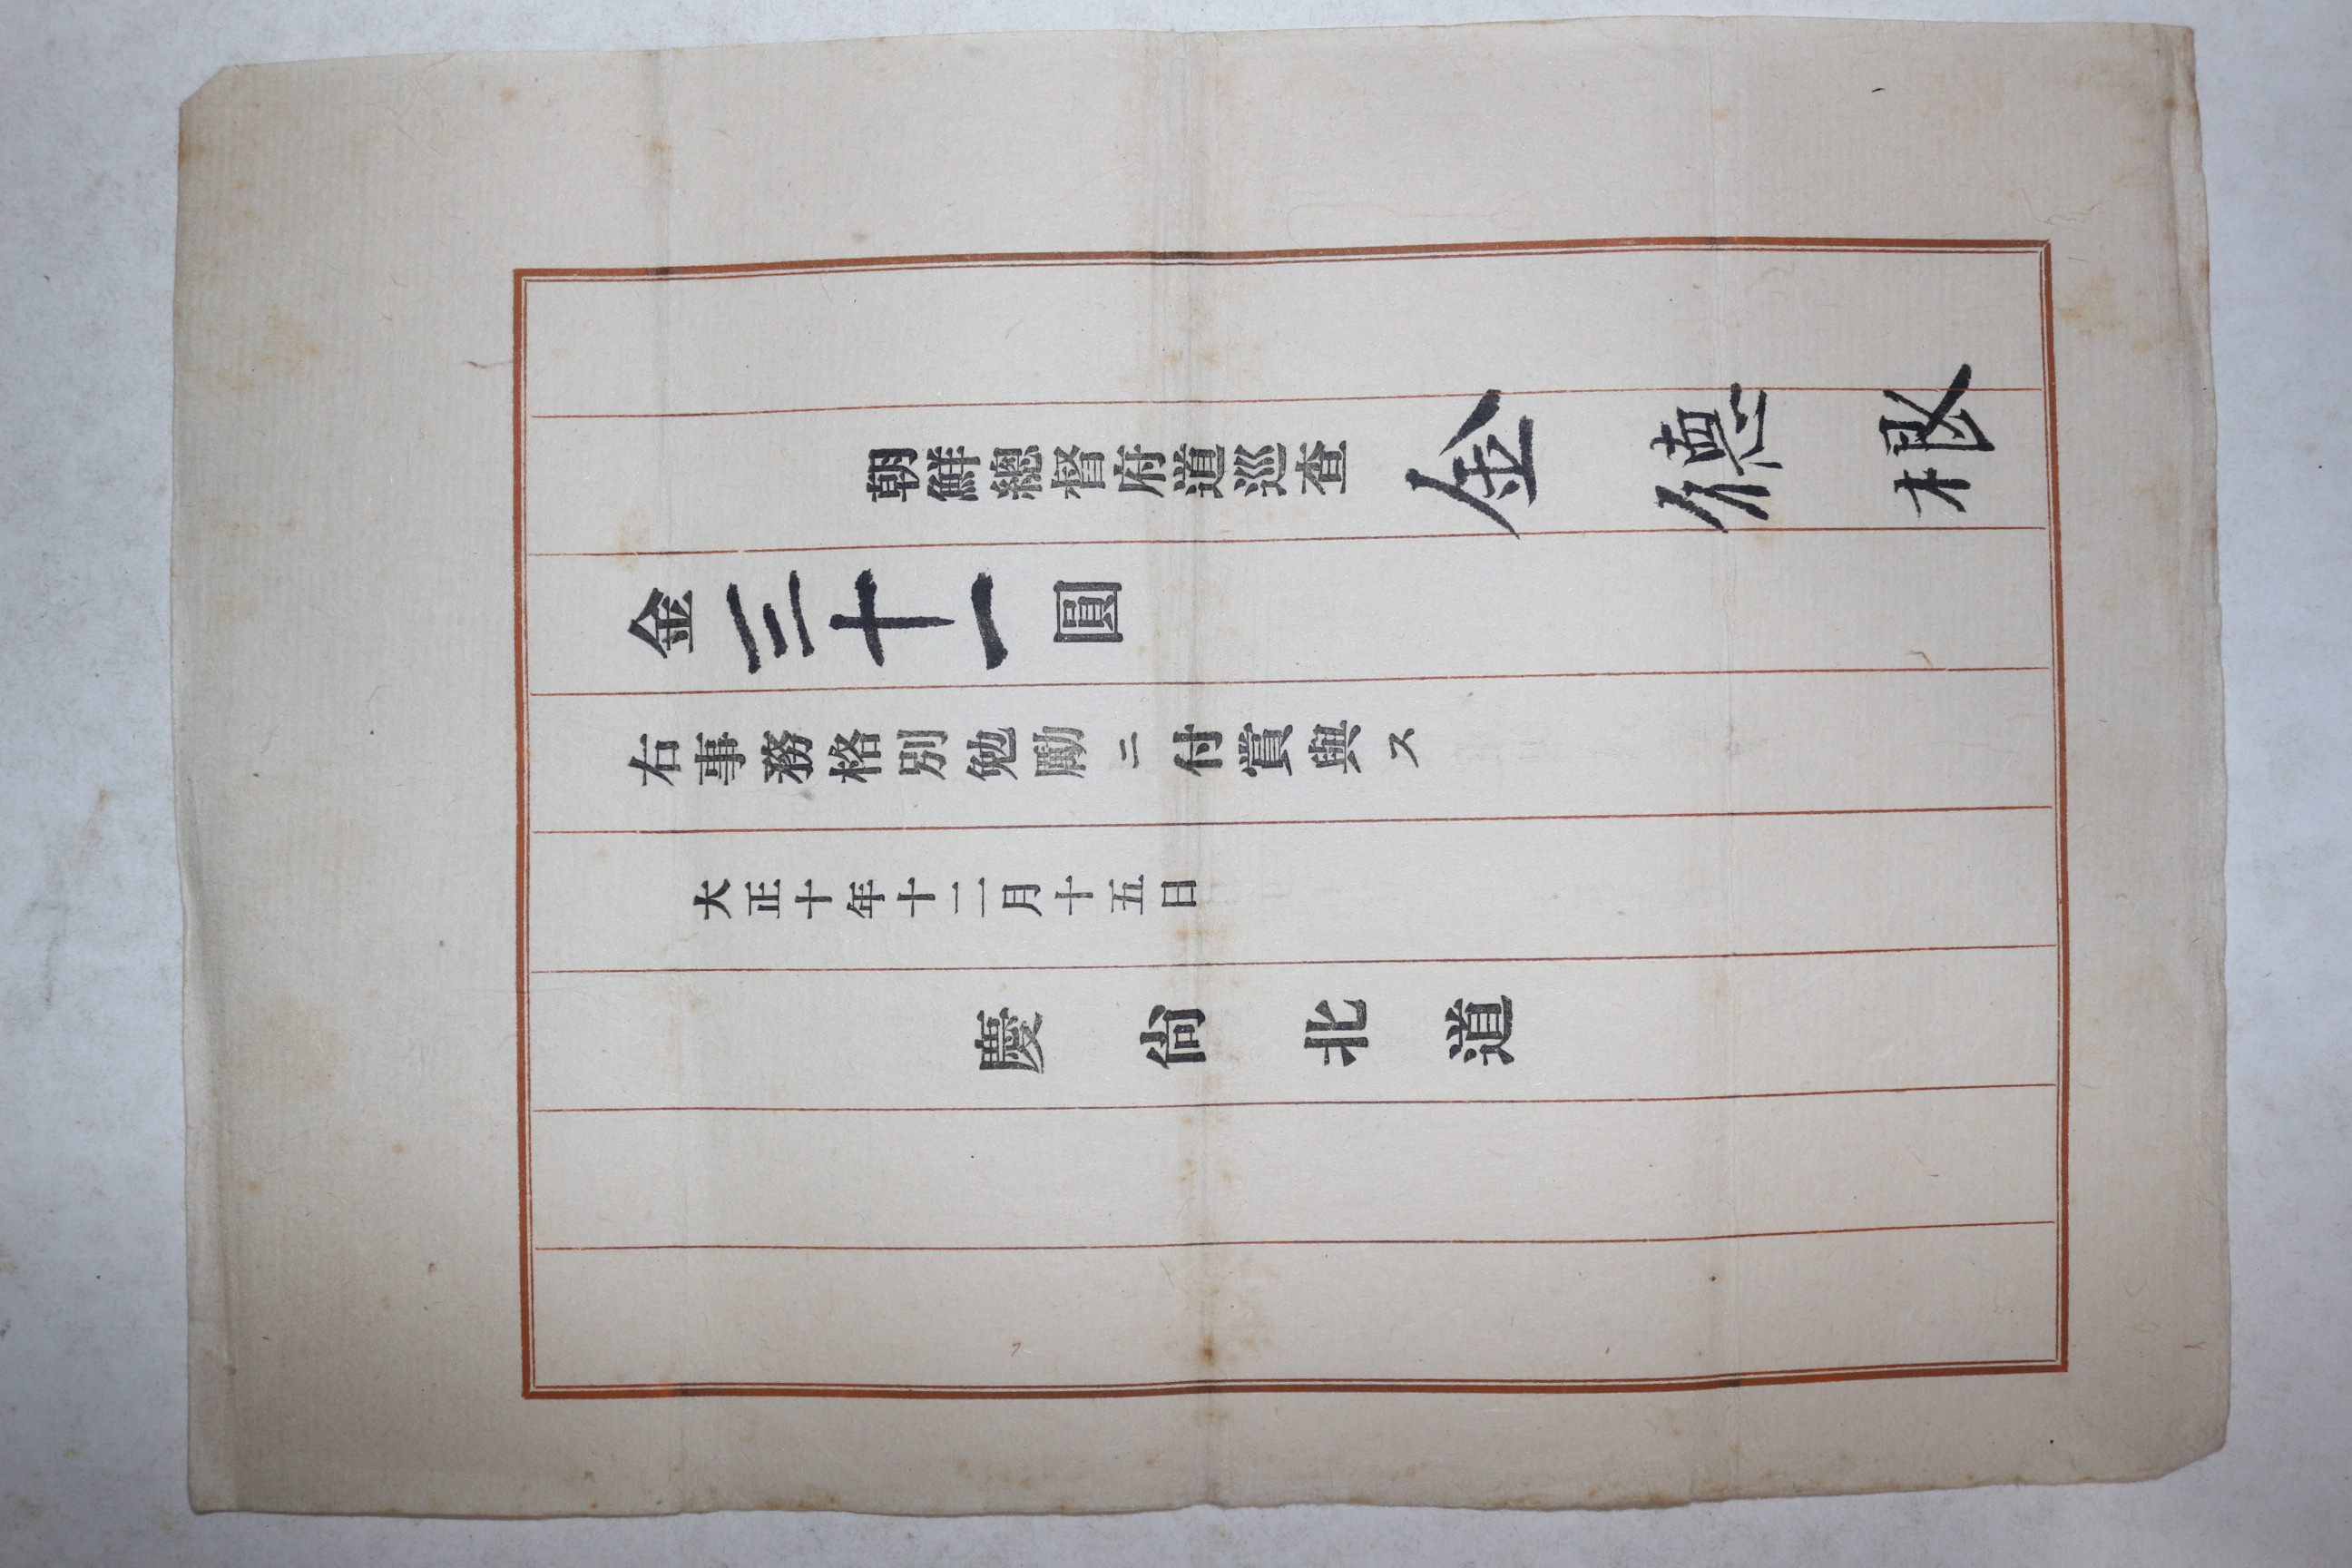 朝鮮總督府道巡査 金德根
金三十一圓
右事務格別勉勵ニ付賞與ス
大正十年十二月十五日
慶尙北道